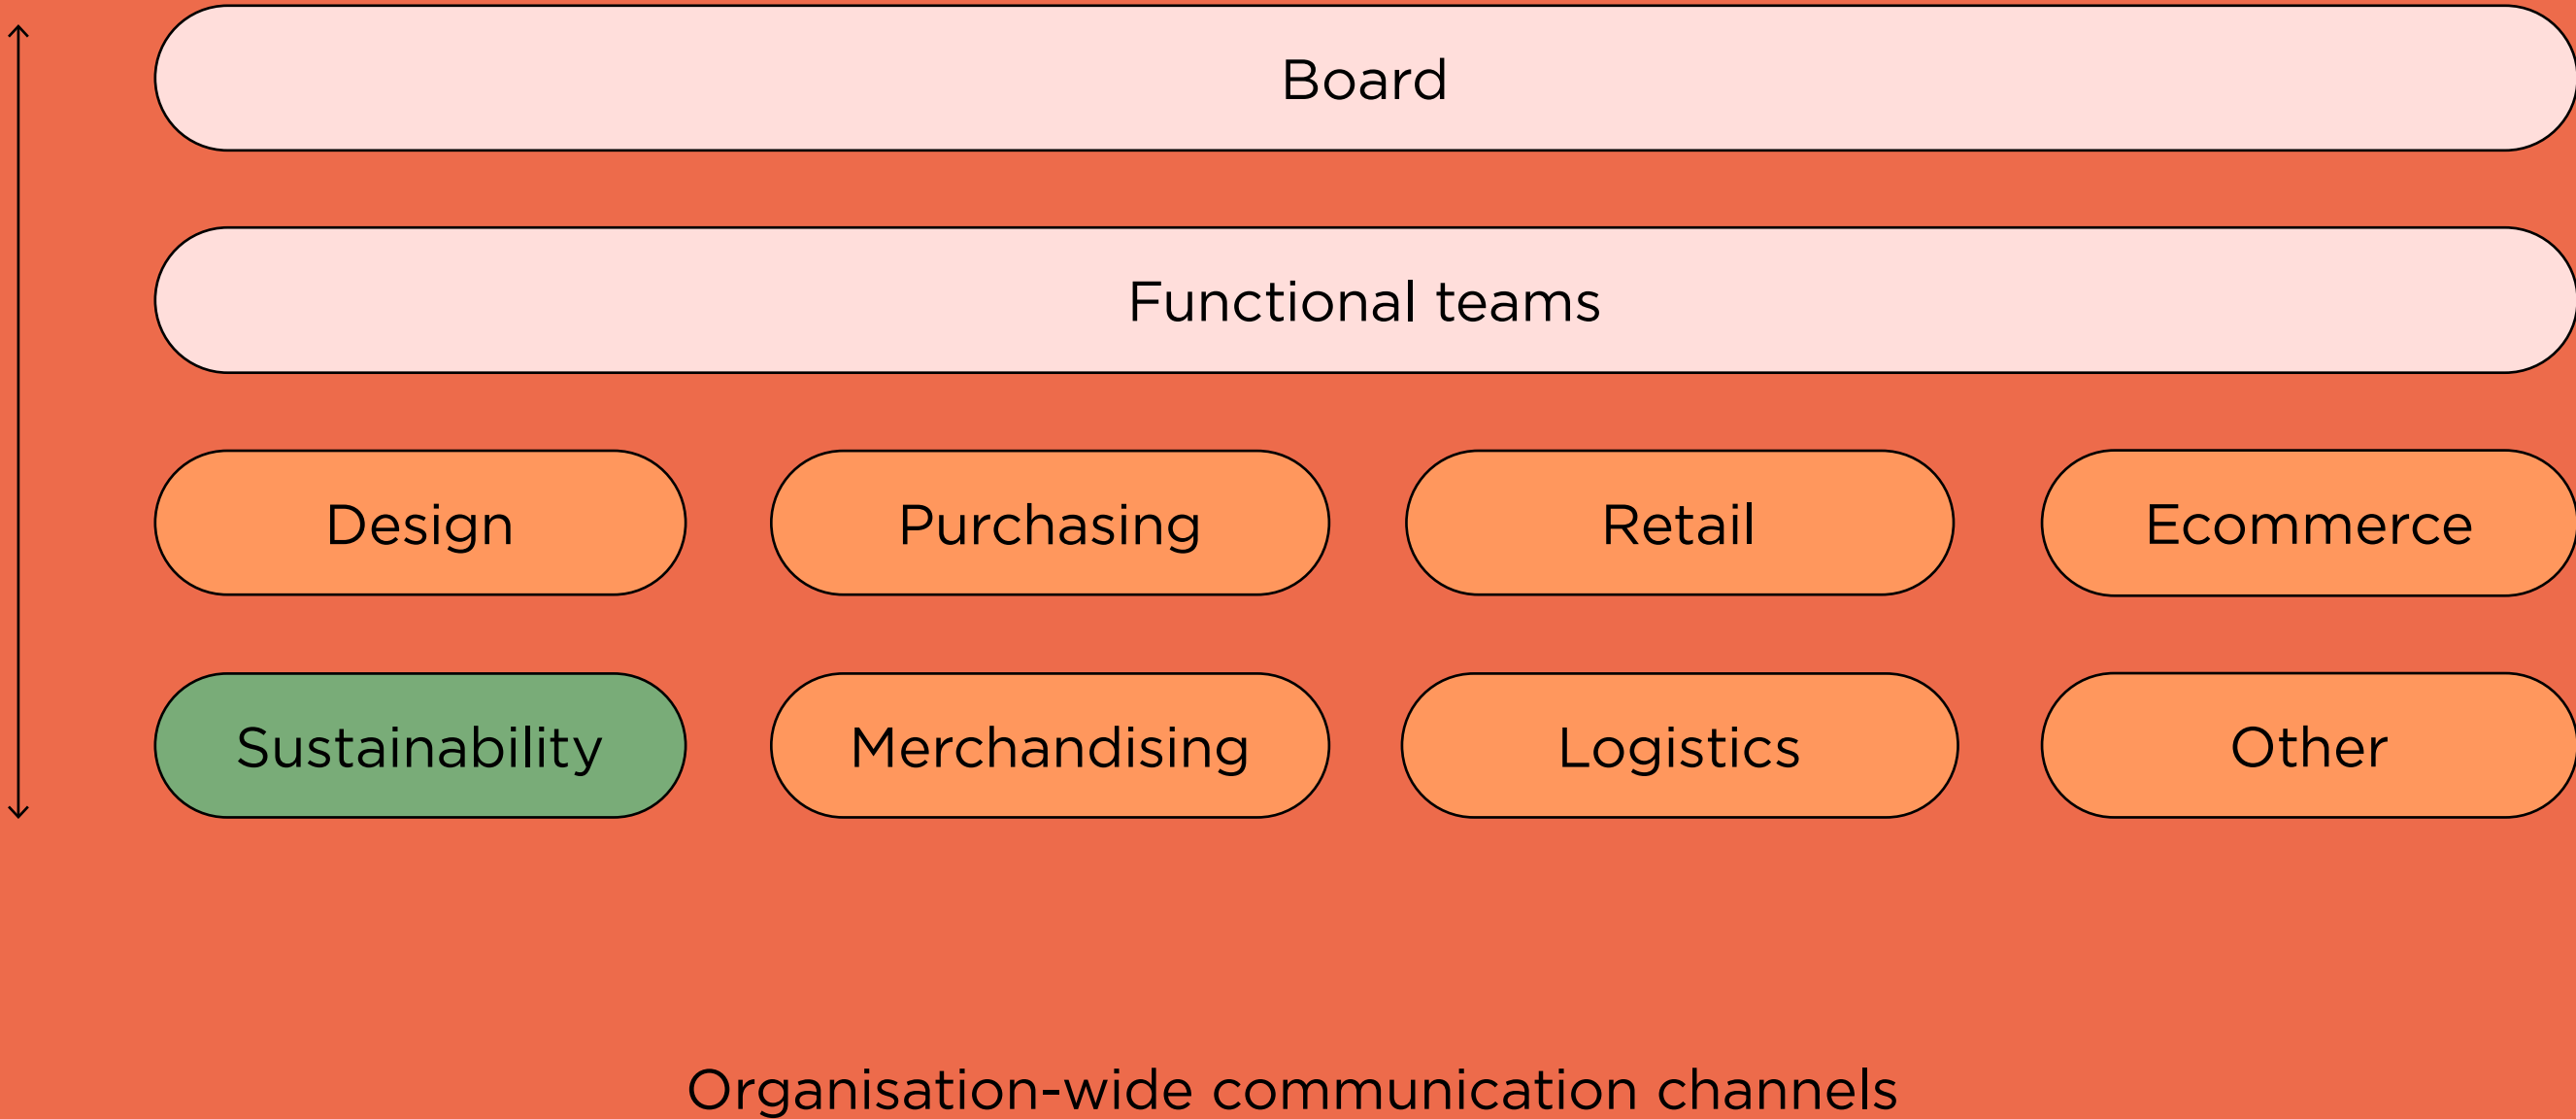 Board
Functional teams
Design
Purchasing
Retail
Ecommerce
Sustainability
Merchandising
Logistics
Other
Organisation-wide communication channels